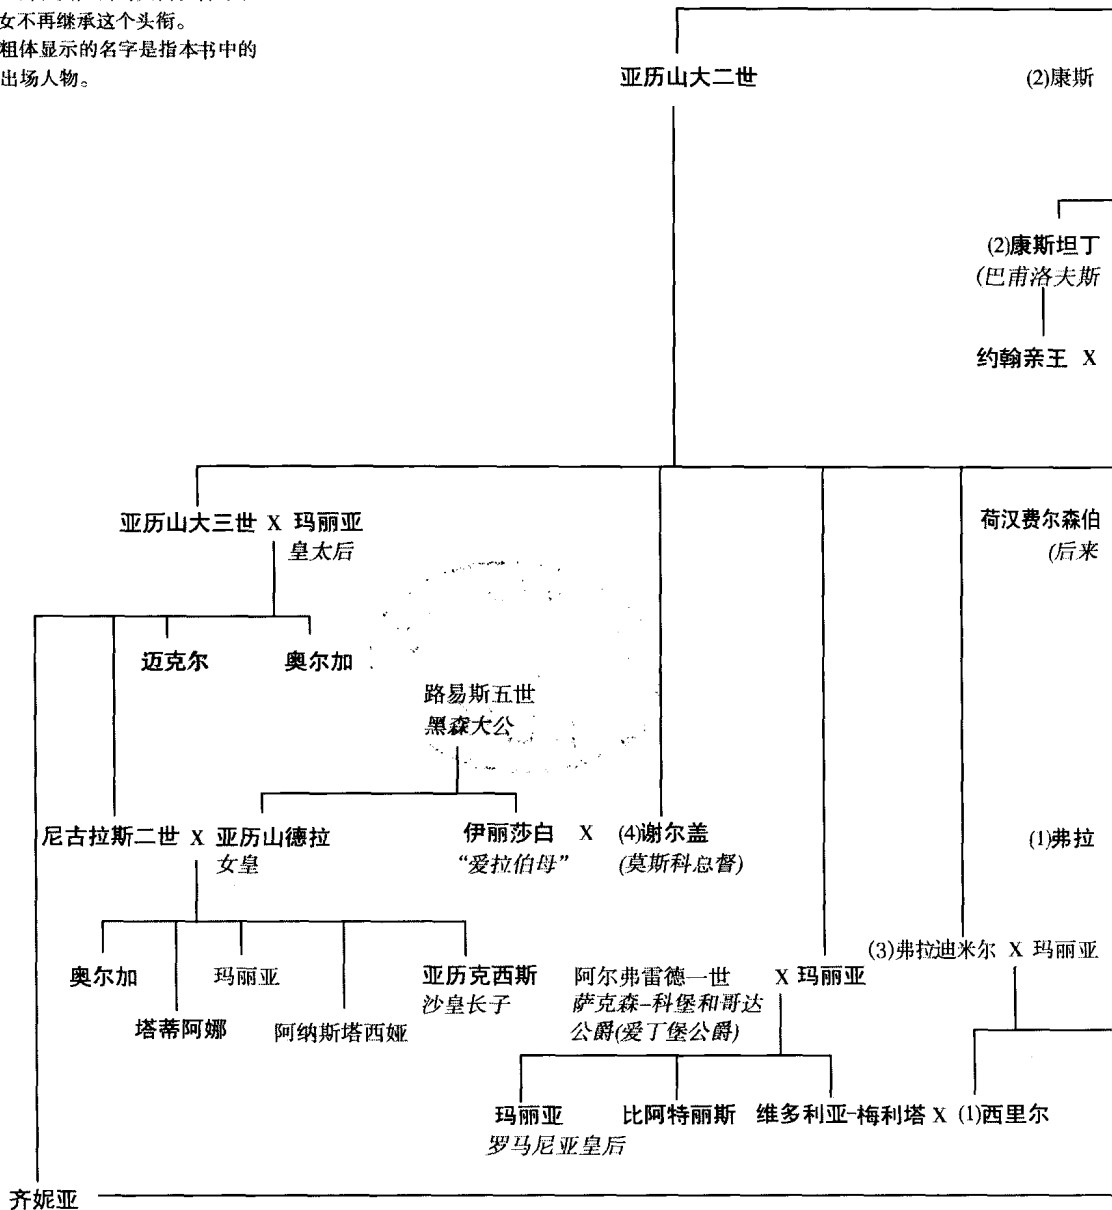 女不再继承这个头衔。
粗体显示的名字是指本书中的
出场人物。
亚历山大二世
(2)康斯
(2)康斯坦丁
(巴甫洛夫斯
约翰亲王 X
亚历山大三世 X 玛丽亚
皇太后
荷汉费尔森伯
(后来
迈克尔
奥尔加
路易斯五世
黑森大公
尼古拉斯二世 X 亚历山德拉
女皇
伊丽莎白 X (4)谢尔盖
“爱拉伯母” (莫斯科总督)
(1)弗拉
(3)弗拉迪米尔 X 玛丽亚
奥尔加
玛丽亚
亚历克西斯
沙皇长子
塔蒂阿娜
阿纳斯塔西娅
阿尔弗雷德一世 X 玛丽亚
萨克森-科堡和哥达
公爵(爱丁堡公爵)
玛丽亚
罗马尼亚皇后
比阿特丽斯
维多利亚-梅利塔 X (1)西里尔
齐妮亚